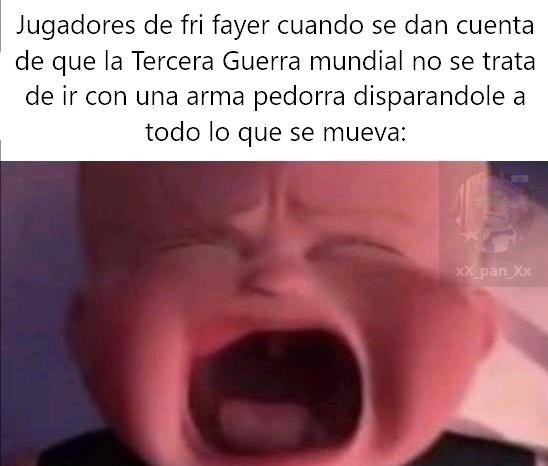 Jugadores de fri fayer cuando se dan cuenta
de que la Tercera Guerra mundial no se trata
de ir con una arma pedorra disparandole a
todo lo que se mueva:
xX_pan_Xx